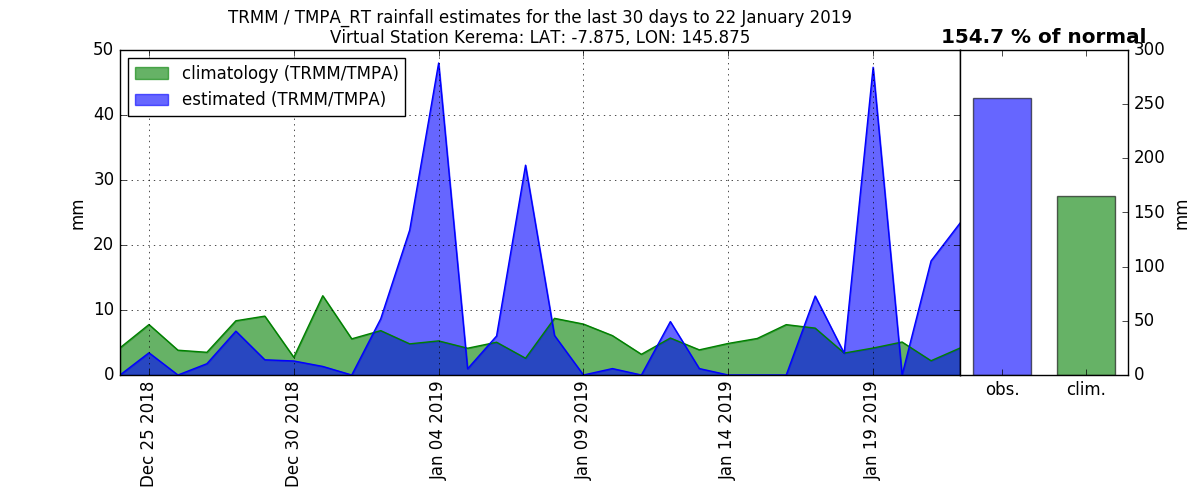 TRMM / TMPA_RT rainfall estimates for the last 30 days to 22 January 2019
Virtual Station Kerema: LAT: -7.875, LON: 145.875
154.7 % of normal
climatology (TRMM/TMPA)
estimated (TRMM/TMPA)
50
40
30
20
10
0
mm
Dec 25 2018
Dec 30 2018
Jan 04 2019
Jan 09 2019
Jan 14 2019
Jan 19 2019
obs.
clim.
300
250
200
150
100
50
0
mm